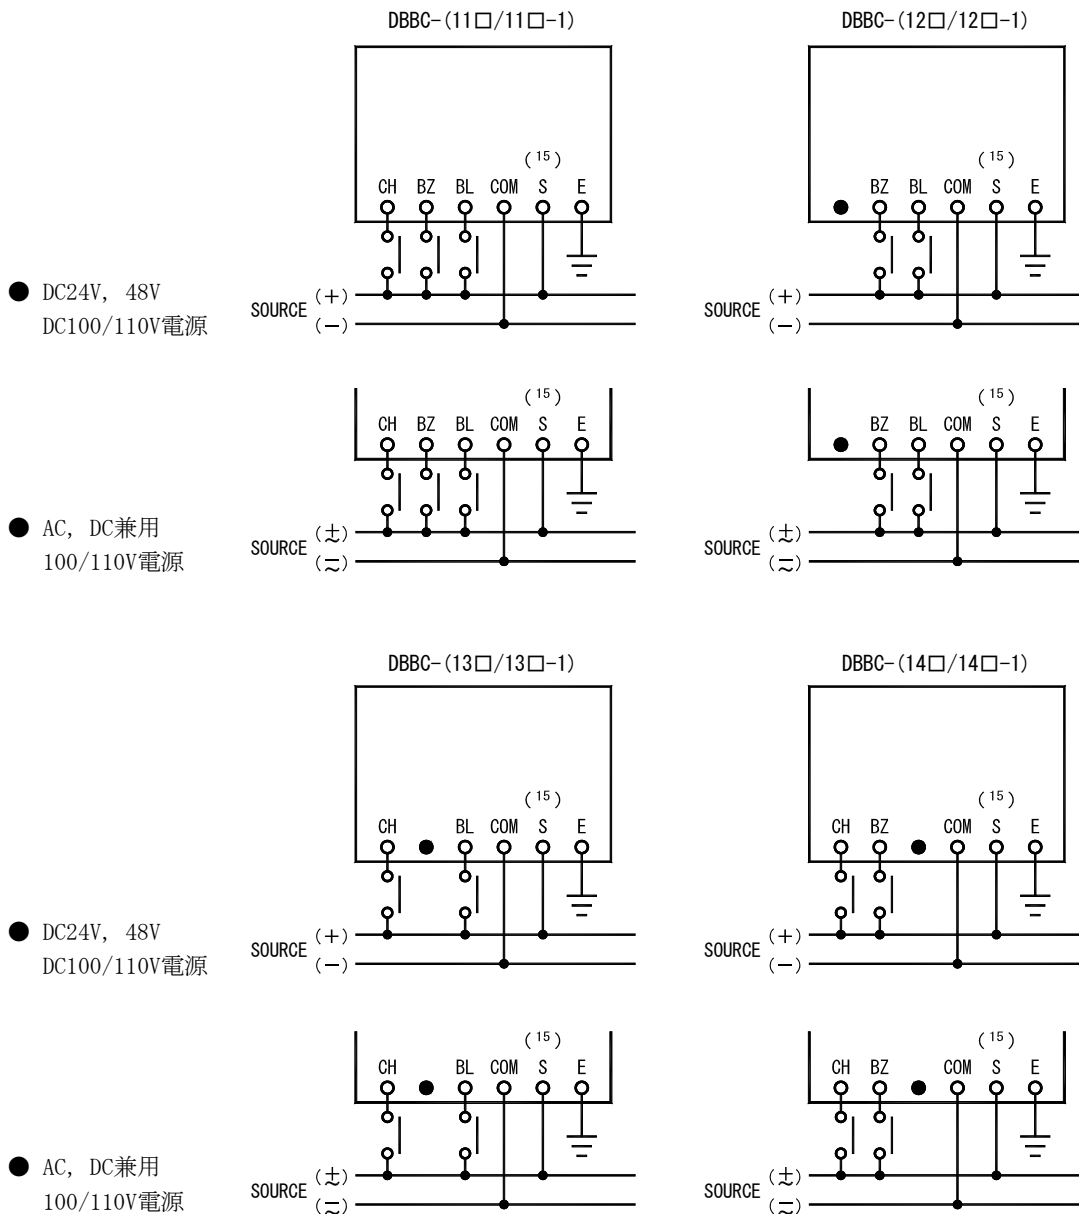 DBBC-(11□/11□-1) DBBC-(12□/12□-1)
(15) (15)
CH BZ BL COM S E BZ BL COM S E
● DC24V, 48V
DC100/110V電源
SOURCE (+) SOURCE (+)
(−) (−)
(15) (15)
CH BZ BL COM S E BZ BL COM S E
● AC, DC兼用
100/110V電源
SOURCE SOURCE
DBBC-(13□/13□-1) DBBC-(14□/14□-1)
(15) (15)
CH BL COM S E CH BZ COM S E
● DC24V, 48V
DC100/110V電源
SOURCE (+) SOURCE (+)
(−) (−)
(15) (15)
CH BL COM S E CH BZ COM S E
● AC, DC兼用
100/110V電源
SOURCE SOURCE